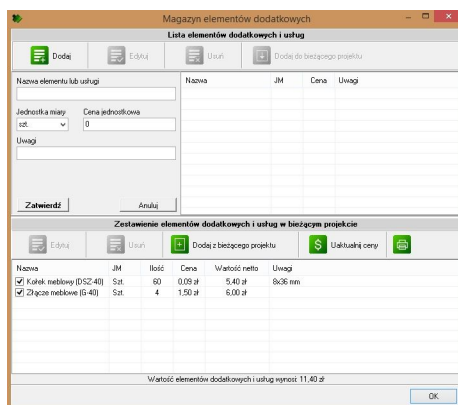 Magazyn elementów dodatkowych
Lista elementów dodatkowych i usług
Dodaj Edytuj Usuń Dodaj do bieżącego projektu
Nazwa elementu lub usługi
Nazwa JM Cena Uwagi
Jednostka miary Cena jednostkowa
szt. 0
Uwagi
Zatwierdź Anuluj
Zestawienie elementów dodatkowych i usług w bieżącym projekcie
Edytuj Usuń Dodaj z bieżącego projektu Uaktualnij ceny
Nazwa JM Ilość Cena Wartość netto Uwagi
Kołek meblowy (DSZ-40) Szt. 60 0,09 zł 5,40 zł 8x36 mm
Złącze meblowe (G-40) Szt. 4 1,50 zł 6,00 zł
Wartość elementów dodatkowych i usług wynosi: 11,40 zł
OK